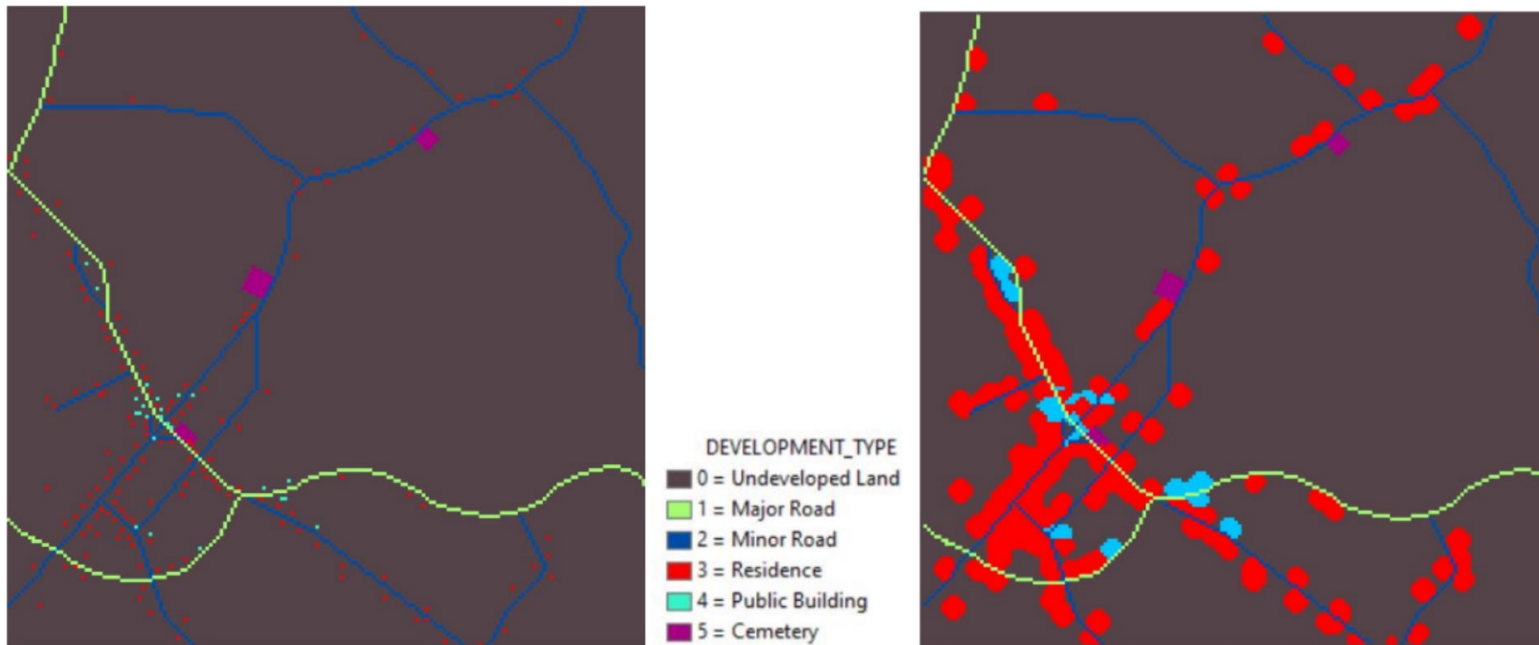 DEVELOPMENT_TYPE
0 = Undeveloped Land
1 = Major Road
2 = Minor Road
3 = Residence
4 = Public Building
5 = Cemetery